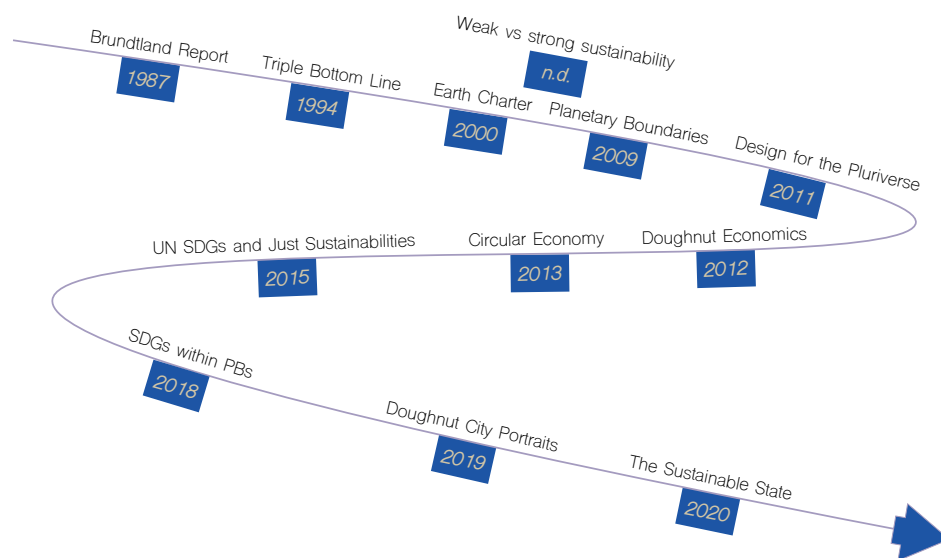 Brundtland Report
1987
Triple Bottom Line
1994
Weak vs strong sustainability
n.d.
Earth Charter
2000
Planetary Boundaries
2009
Design for the Pluriverse
2011
Doughnut Economics
2012
Circular Economy
2013
UN SDGs and Just Sustainabilities
2015
SDGs within PBs
2018
Doughnut City Portraits
2019
The Sustainable State
2020